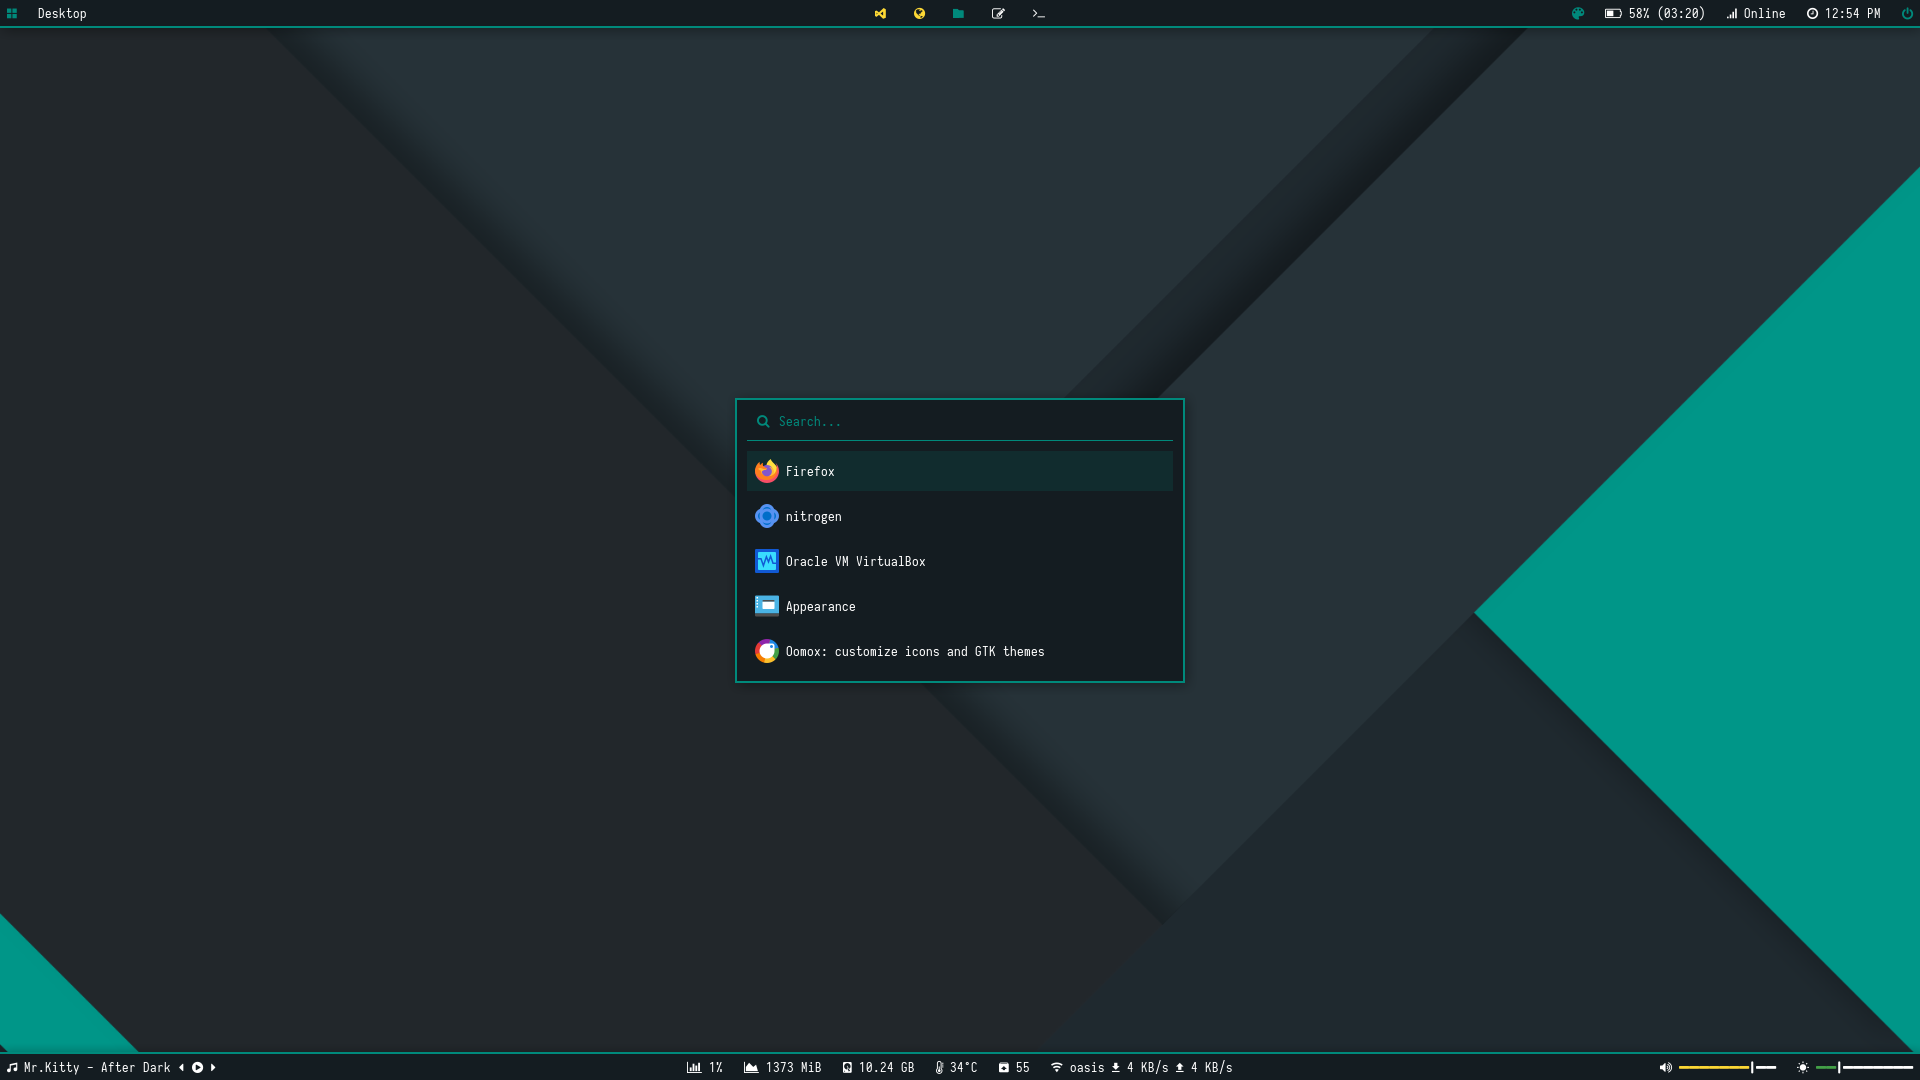 Desktop
58% (03:20) Online 12:54 PM
Search...
Firefox
nitrogen
Oracle VM VirtualBox
Appearance
Oomox: customize icons and GTK themes
Mr.Kitty - After Dark 1% 1373 MiB 10.24 GB 34°C 55 oasis 4 KB/s 4 KB/s